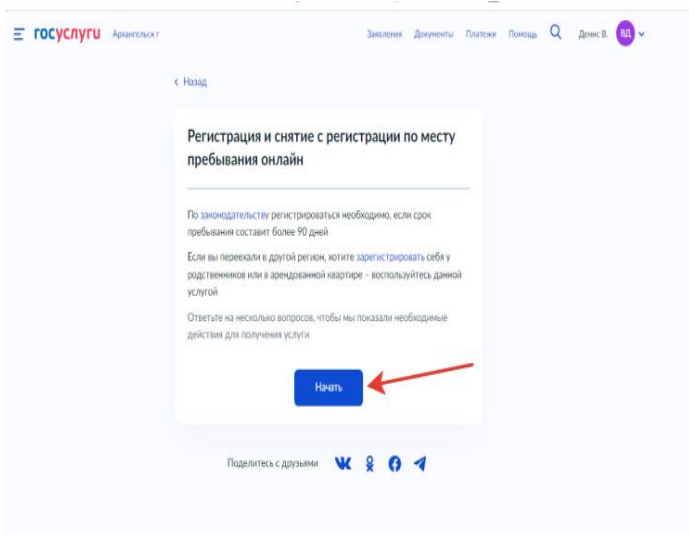 госуслуги Архангельск г Заявления Документы Платежи Помощь Денис В. ВД
Назад
Регистрация и снятие с регистрации по месту
пребывания онлайн
По законодательству регистрироваться необходимо, если срок
пребывания составит более 90 дней
Если вы переехали в другой регион, хотите зарегистрировать себя у
родственников или в арендованной квартире – воспользуйтесь данной
услугой
Ответьте на несколько вопросов, чтобы мы показали необходимые
действия для получения услуги
Начать
Поделитесь с друзьями